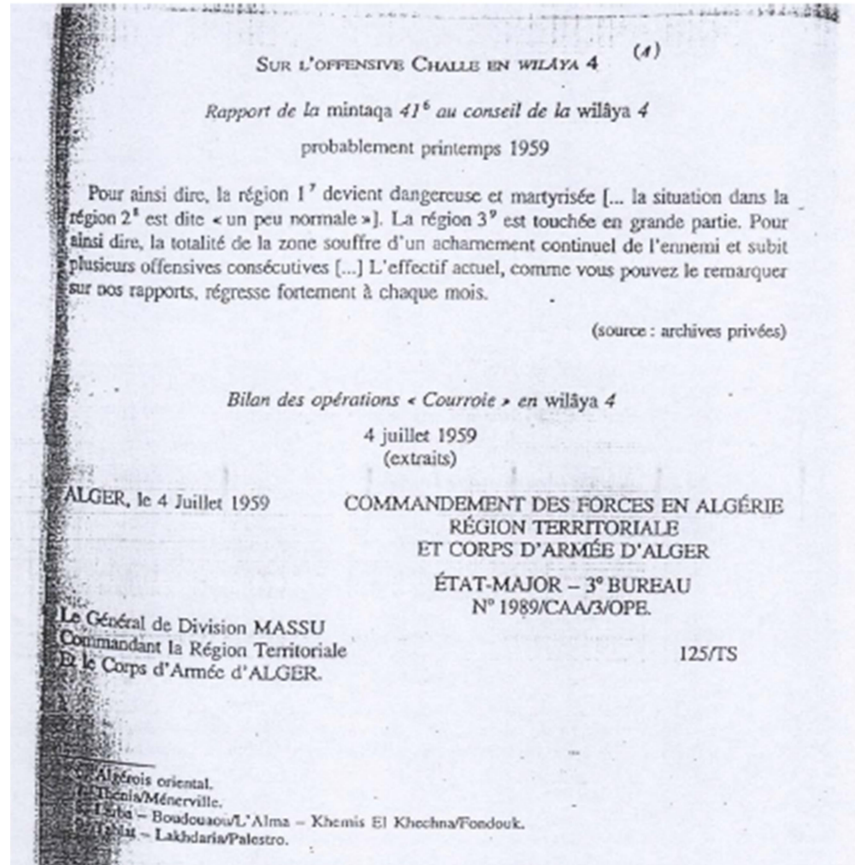 SUR L'OFFENSIVE CHALLE EN WILÂYA 4 (1)
Rapport de la mintaqa 41⁶ au conseil de la wilâya 4
probablement printemps 1959
Pour ainsi dire, la région 1⁷ devient dangereuse et martyrisée [... la situation dans la
région 2⁸ est dite « un peu normale »]. La région 3⁹ est touchée en grande partie. Pour
ainsi dire, la totalité de la zone souffre d'un acharnement continuel de l'ennemi et subit
plusieurs offensives consécutives [...] L'effectif actuel, comme vous pouvez le remarquer
sur nos rapports, régresse fortement à chaque mois.
(source : archives privées)
Bilan des opérations « Courroie » en wilâya 4
4 juillet 1959
(extraits)
ALGER, le 4 Juillet 1959
COMMANDEMENT DES FORCES EN ALGÉRIE
RÉGION TERRITORIALE
ET CORPS D'ARMÉE D'ALGER
ÉTAT-MAJOR – 3° BUREAU
N° 1989/CAA/3/OPE.
Le Général de Division MASSU
Commandant la Région Territoriale
Et le Corps d'Armée d'ALGER.
125/TS
Algérois oriental.
Thénia/Ménerville.
Larba – Boudouaou/L'Alma – Khemis El Khechna/Fondouk.
Tablat – Lakhdaria/Palestro.